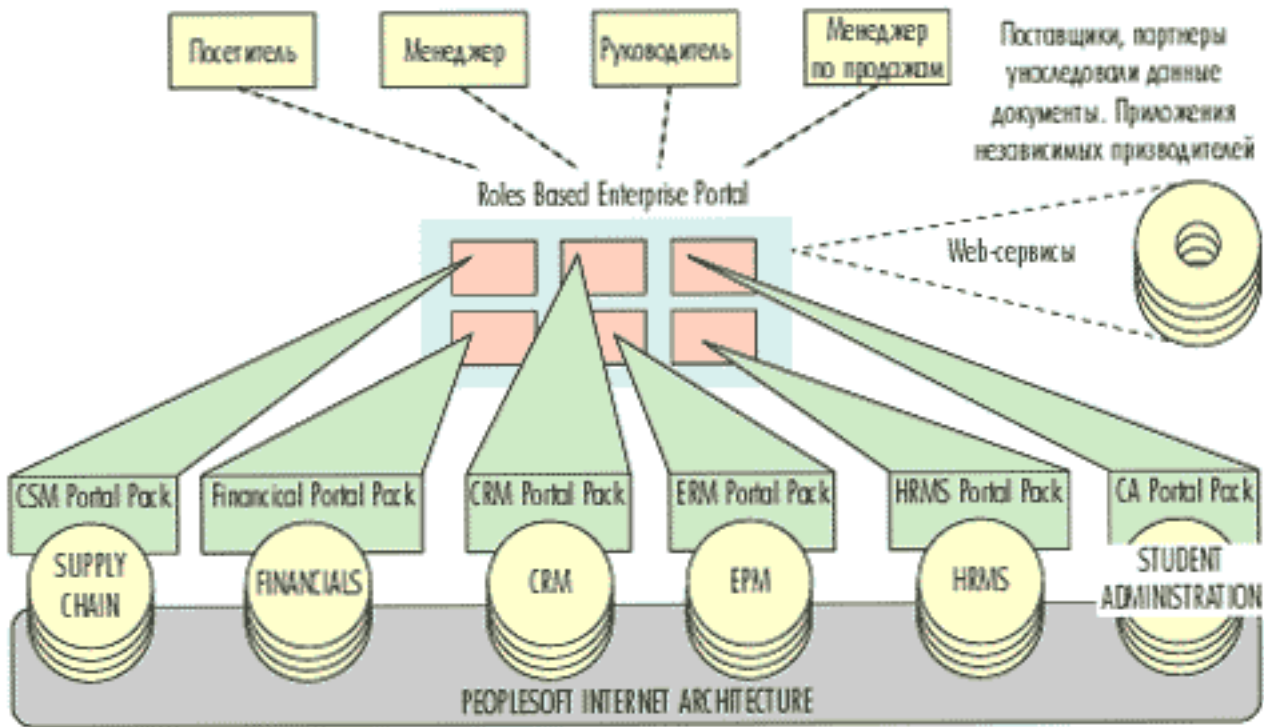 Посетитель
Менеджер
Руководитель
Менеджер
по продажам
Поставщики, партнеры
унаследовали данные
документы. Приложения
независимых призводителей
Roles Based Enterprise Portal
Web-сервисы
CSM Portal Pack
Financical Portal Pack
CRM Portal Pack
ERM Portal Pack
HRMS Portal Pack
CA Portal Pack
SUPPLY
CHAIN
FINANCIALS
CRM
EPM
HRMS
STUDENT
ADMINISTRATION
PEOPLESOFT INTERNET ARCHITECTURE